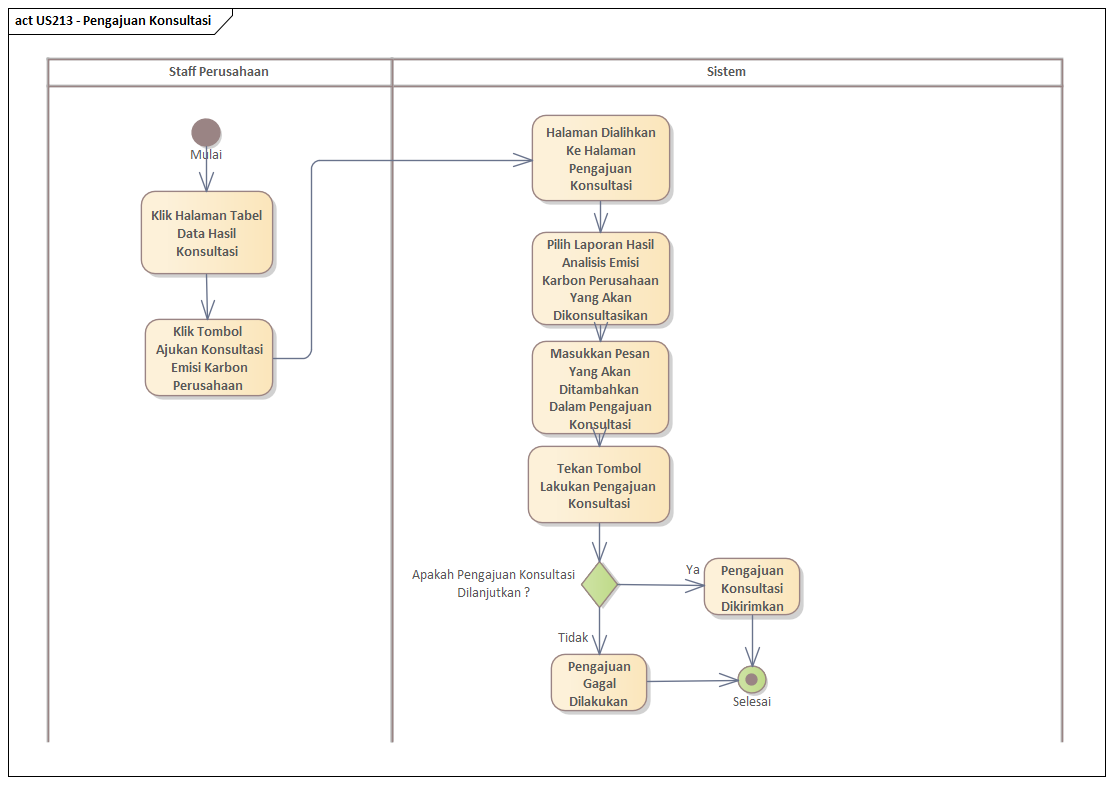 act US213 - Pengajuan Konsultasi
Staff Perusahaan
Sistem
Mulai
Klik Halaman Tabel
Data Hasil
Konsultasi
Klik Tombol
Ajukan Konsultasi
Emisi Karbon
Perusahaan
Halaman Dialihkan
Ke Halaman
Pengajuan
Konsultasi
Pilih Laporan Hasil
Analisis Emisi
Karbon Perusahaan
Yang Akan
Dikonsultasikan
Masukkan Pesan
Yang Akan
Ditambahkan
Dalam Pengajuan
Konsultasi
Tekan Tombol
Lakukan Pengajuan
Konsultasi
Apakah Pengajuan Konsultasi
Dilanjutkan ?
Ya
Pengajuan
Konsultasi
Dikirimkan
Tidak
Pengajuan
Gagal
Dilakukan
Selesai